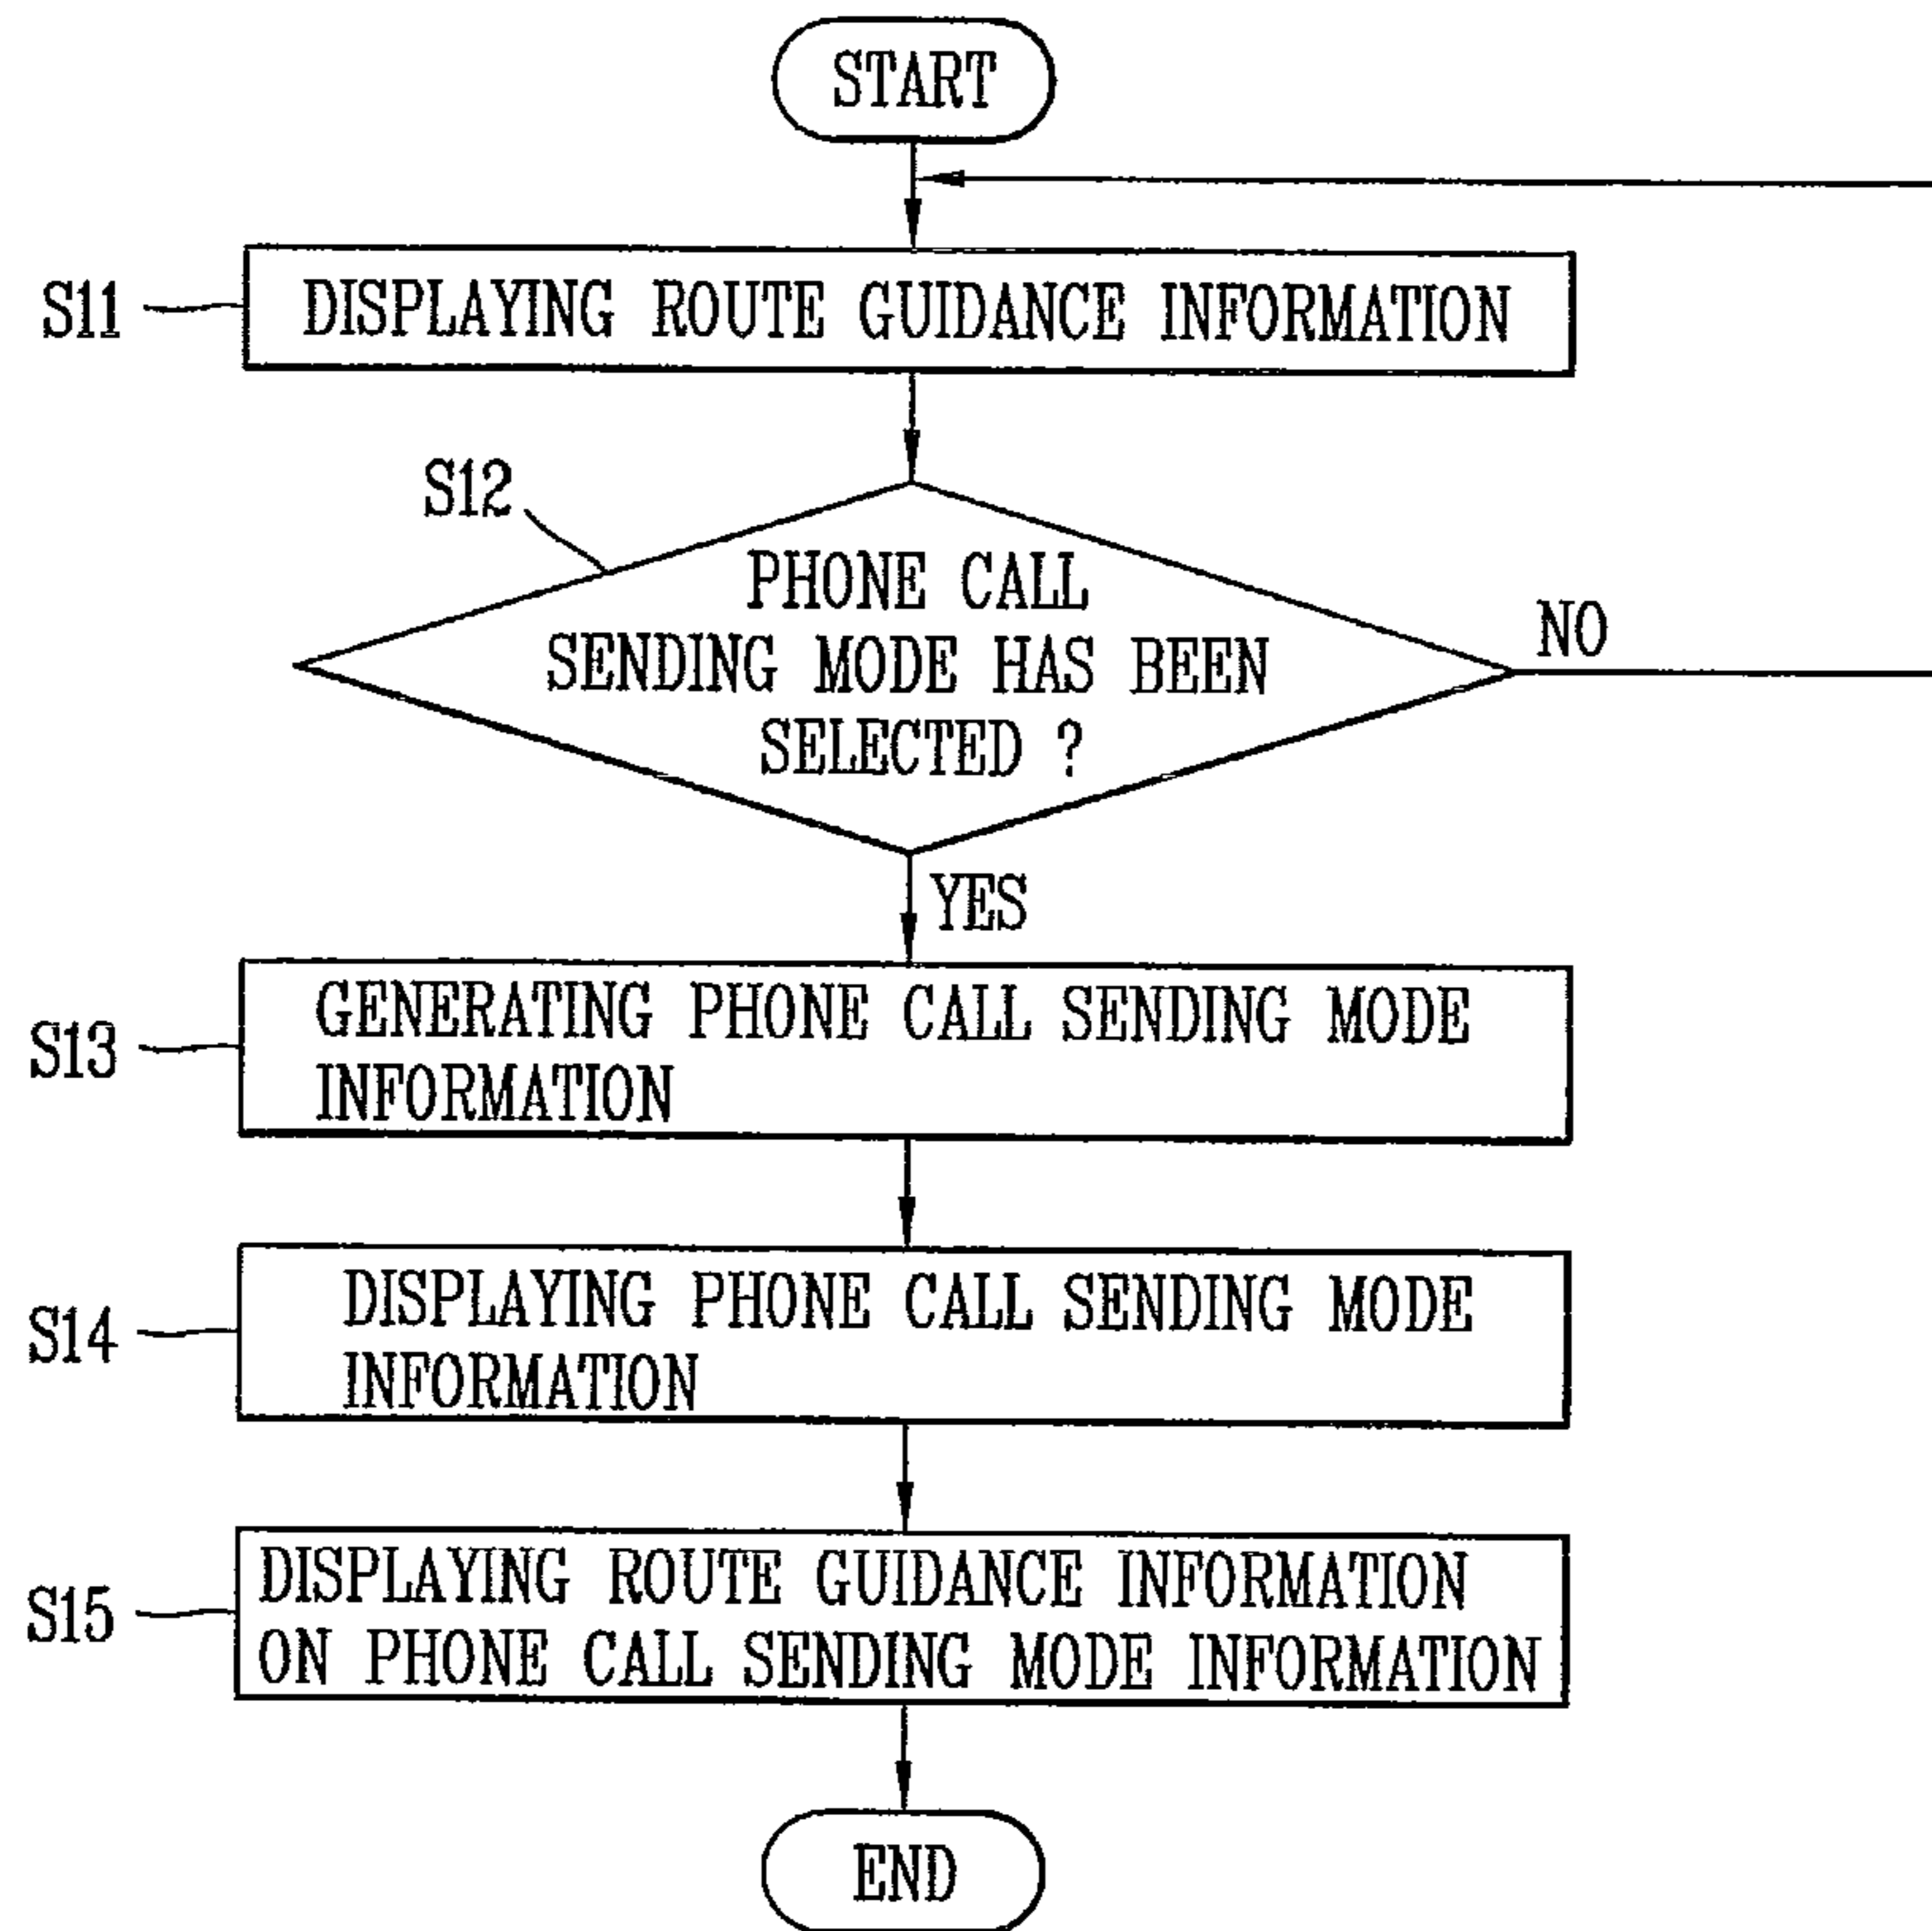 START
S11
DISPLAYING ROUTE GUIDANCE INFORMATION
S12
PHONE CALL
SENDING MODE HAS BEEN
SELECTED ?
NO
YES
S13
GENERATING PHONE CALL SENDING MODE
INFORMATION
S14
DISPLAYING PHONE CALL SENDING MODE
INFORMATION
S15
DISPLAYING ROUTE GUIDANCE INFORMATION
ON PHONE CALL SENDING MODE INFORMATION
END